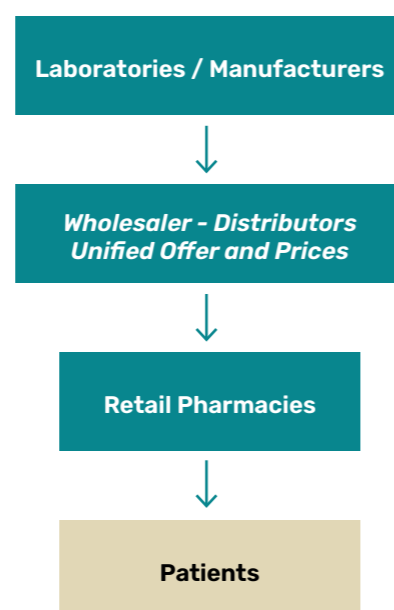 Laboratories / Manufacturers
Wholesaler - Distributors
Unified Offer and Prices
Retail Pharmacies
Patients